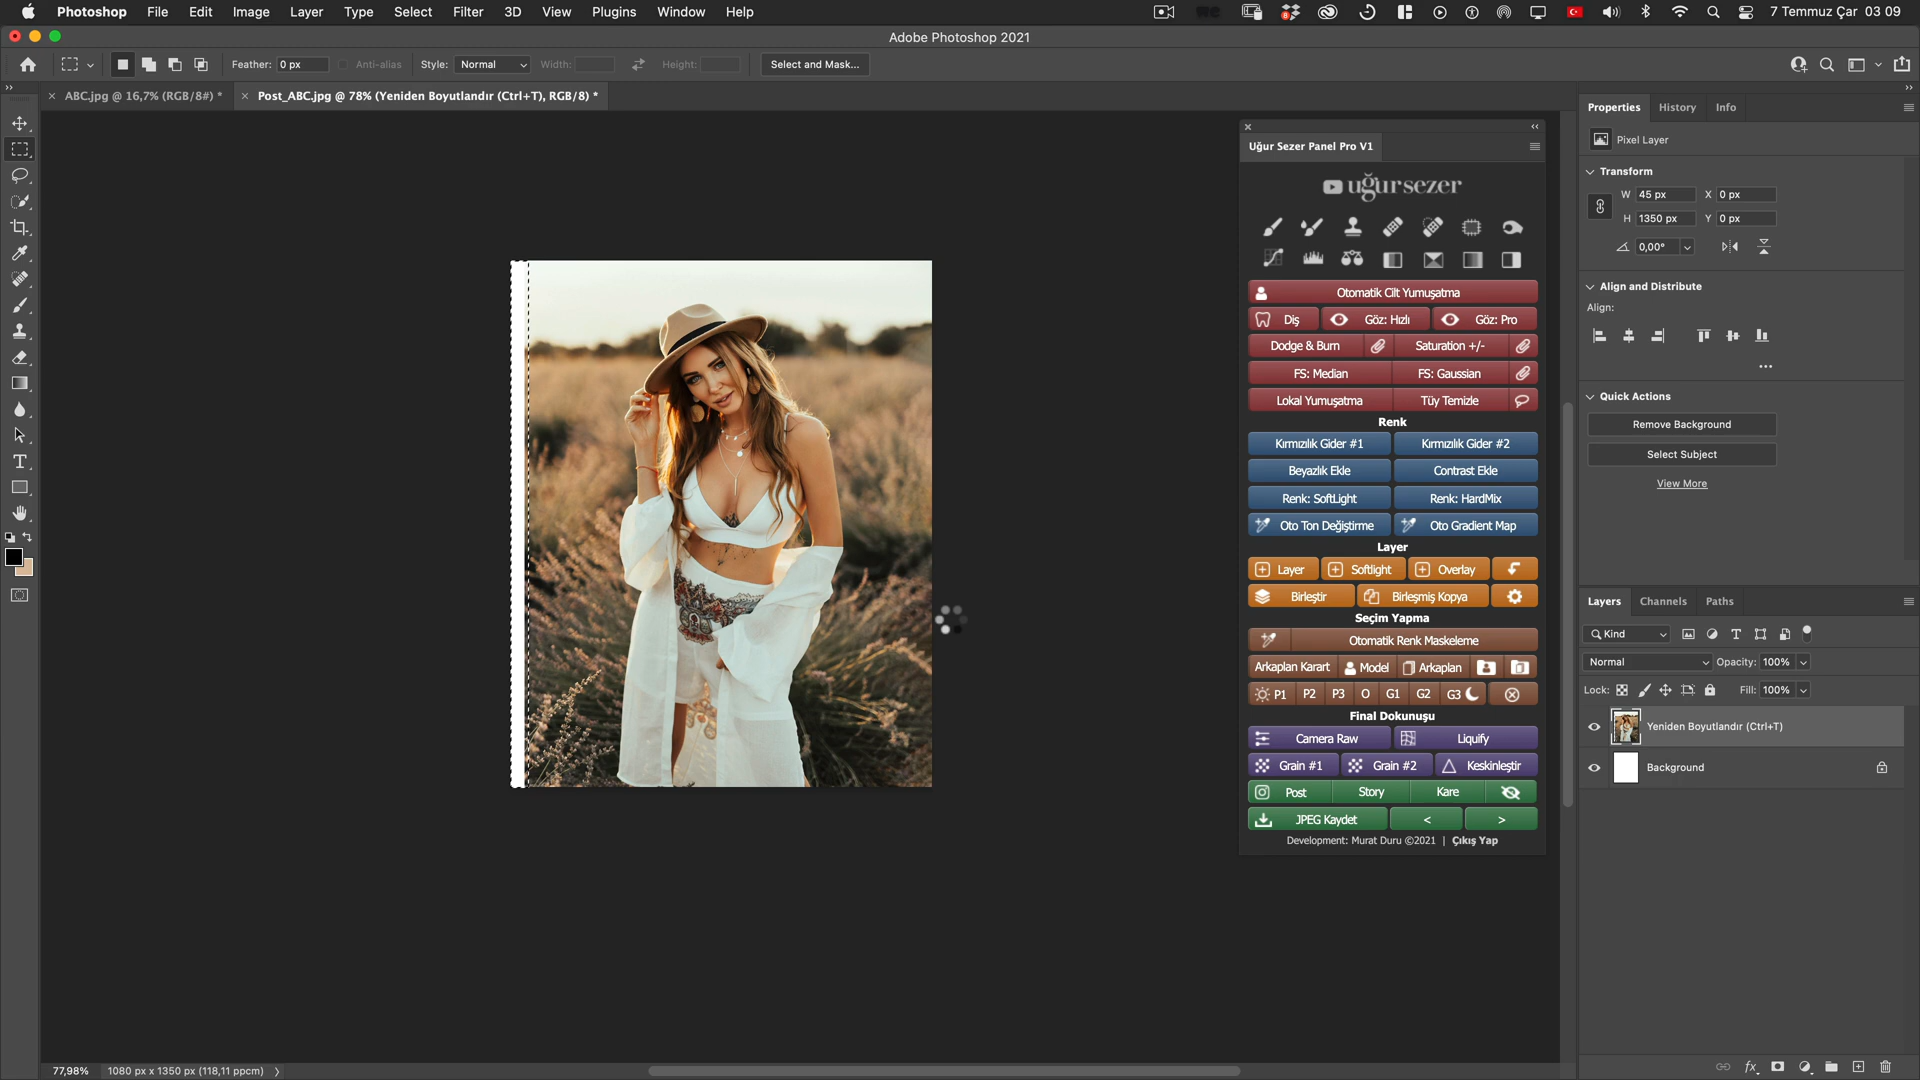 Photoshop File Edit Image Layer Type Select Filter 3D View Plugins Window Help 7 Temmuz Çar 03 09
Adobe Photoshop 2021
Feather: 0 px Anti-alias Style: Normal Width: Height: Select and Mask...
ABC.jpg @ 16,7% (RGB/8#) * Post_ABC.jpg @ 78% (Yeniden Boyutlandır (Ctrl+T), RGB/8) *
Uğur Sezer Panel Pro V1
uğursezer
Otomatik Cilt Yumuşatma
Diş Göz: Hızlı Göz: Pro
Dodge & Burn Saturation +/-
FS: Median FS: Gaussian
Lokal Yumuşatma Tüy Temizle
Renk
Kırmızılık Gider #1 Kırmızılık Gider #2
Beyazlık Ekle Contrast Ekle
Renk: SoftLight Renk: HardMix
Oto Ton Değiştirme Oto Gradient Map
Layer
Layer Softlight Overlay
Birleştir Birleşmiş Kopya
Seçim Yapma
Otomatik Renk Maskeleme
Arkaplan Karart Model Arkaplan
P1 P2 P3 O G1 G2 G3
Final Dokunuşu
Camera Raw Liquify
Grain #1 Grain #2 Keskinleştir
Post Story Kare
JPEG Kaydet < >
Development: Murat Duru ©2021 | Çıkış Yap
Properties History Info
Pixel Layer
Transform
W 45 px X 0 px
H 1350 px Y 0 px
0,00°
Align and Distribute
Align:
Quick Actions
Remove Background
Select Subject
View More
Layers Channels Paths
Kind
Normal Opacity: 100%
Lock: Fill: 100%
Yeniden Boyutlandır (Ctrl+T)
Background
77,98% 1080 px x 1350 px (118,11 ppcm)